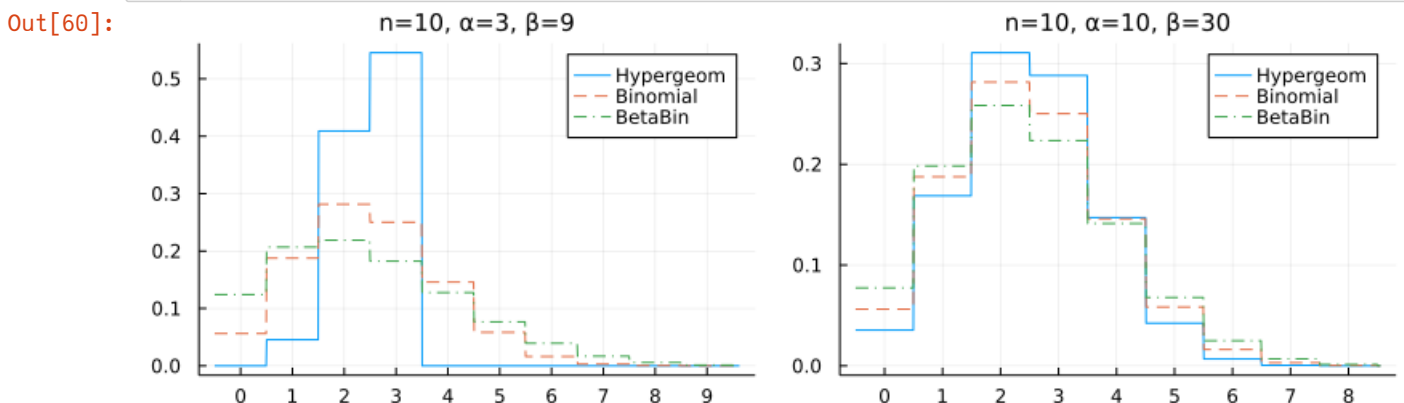 Out[60]:
n=10, α=3, β=9
0.5
0.4
0.3
0.2
0.1
0.0
0 1 2 3 4 5 6 7 8 9
Hypergeom
Binomial
BetaBin
n=10, α=10, β=30
0.3
0.2
0.1
0.0
0 1 2 3 4 5 6 7 8
Hypergeom
Binomial
BetaBin